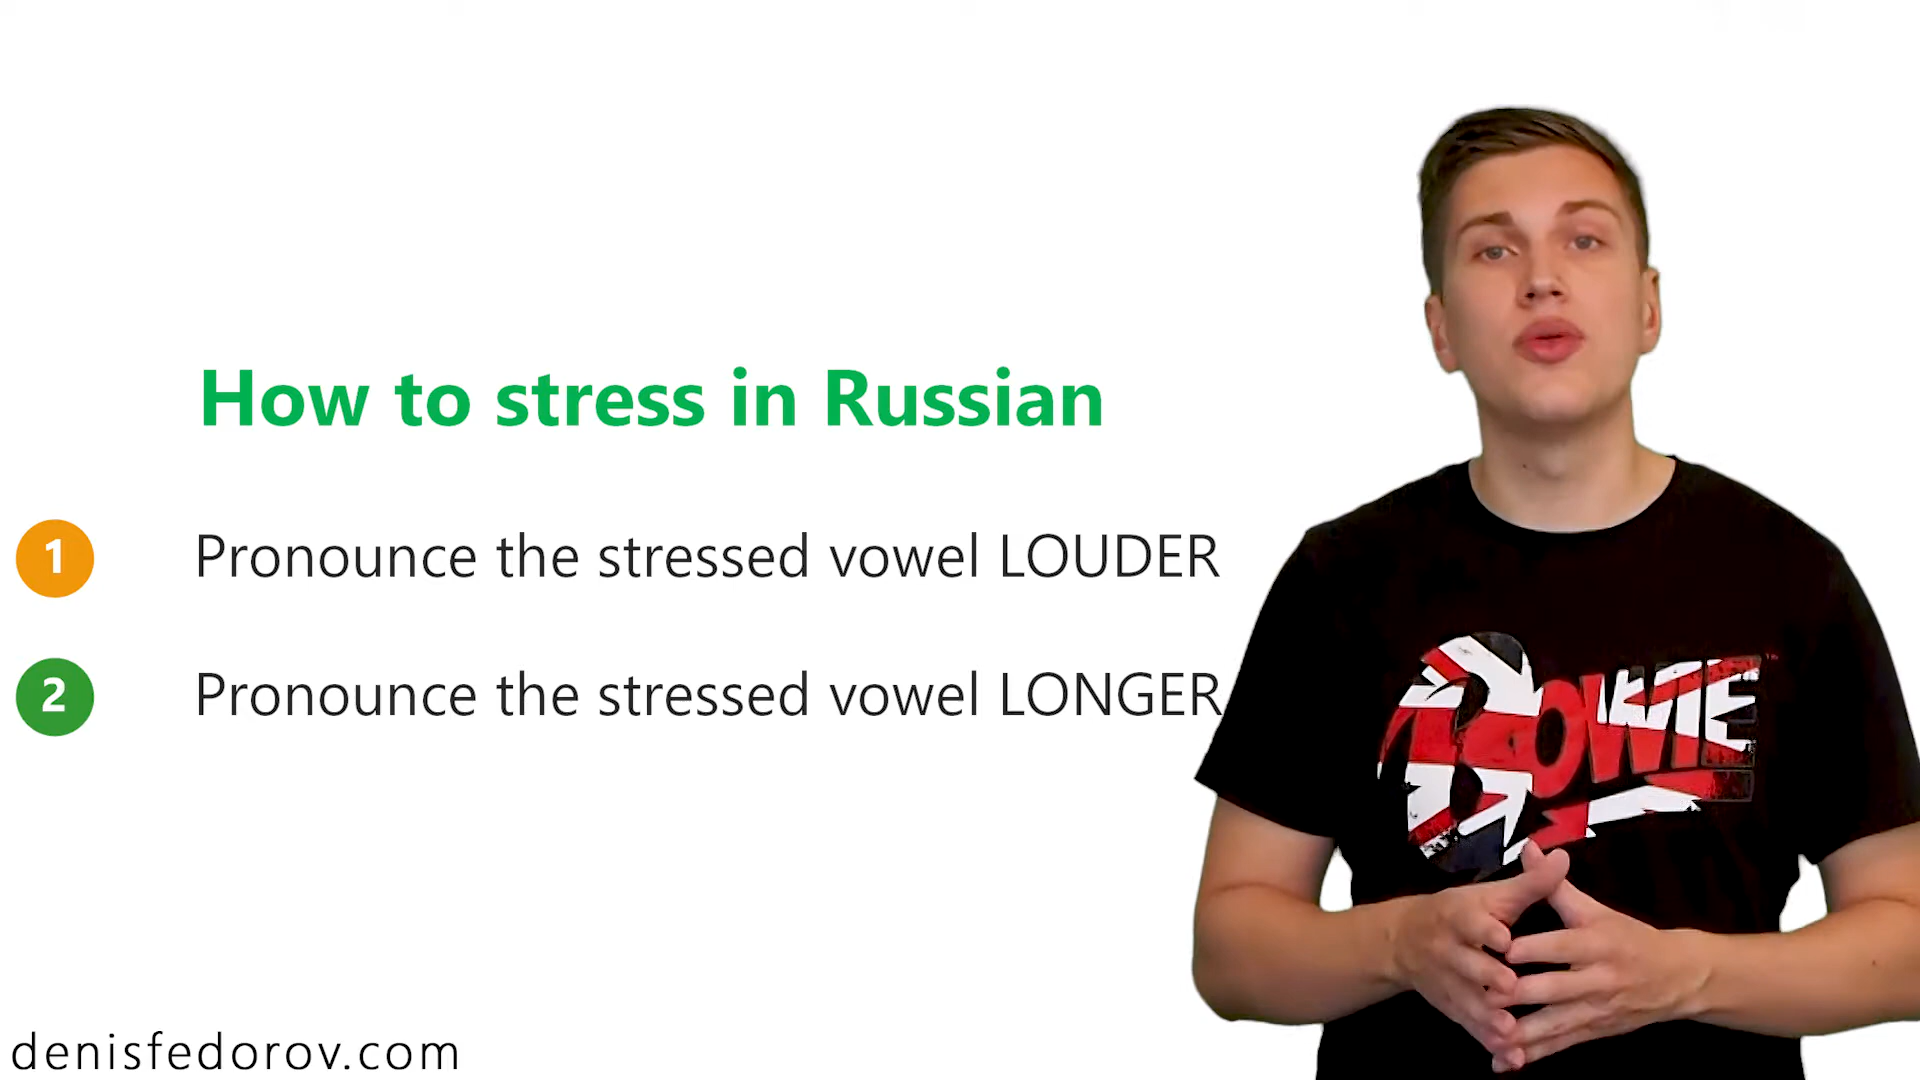 How to stress in Russian
1 Pronounce the stressed vowel LOUDER
2 Pronounce the stressed vowel LONGER
BOWIE
denisfedorov.com